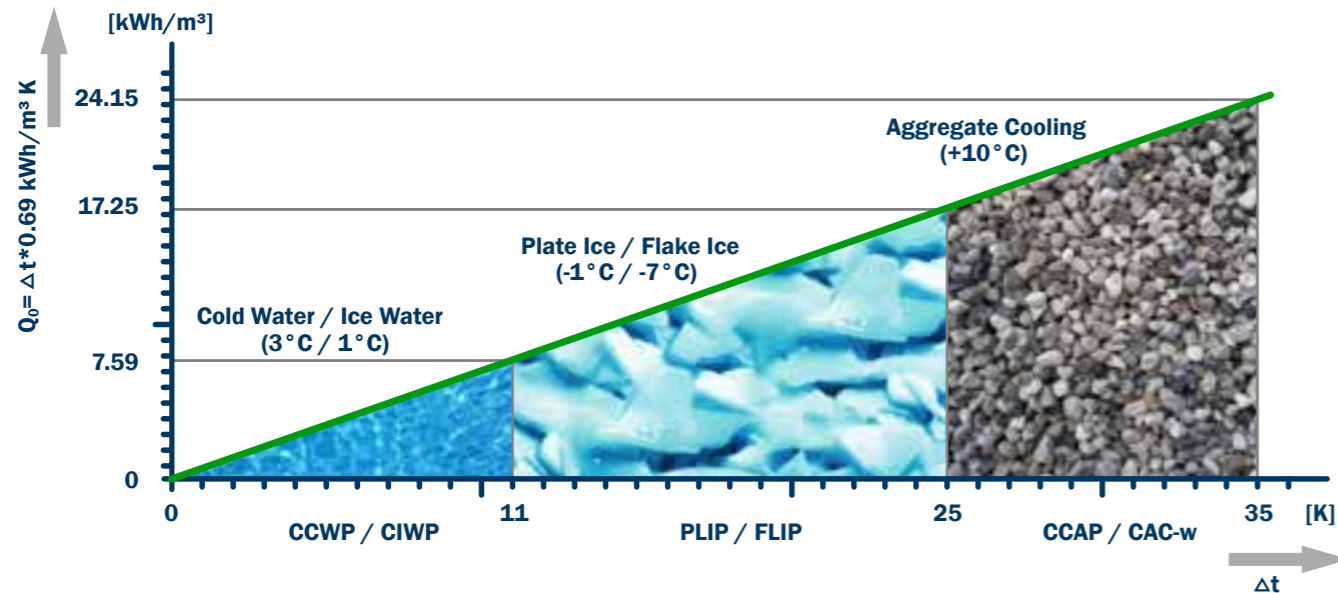 [kWh/m³]
Q₀= △t*0.69 kWh/m³ K
24.15
17.25
7.59
0
Aggregate Cooling
(+10°C)
Plate Ice / Flake Ice
(-1°C / -7°C)
Cold Water / Ice Water
(3°C / 1°C)
0 11 25 35 [K]
CCWP / CIWP PLIP / FLIP CCAP / CAC-w
△t